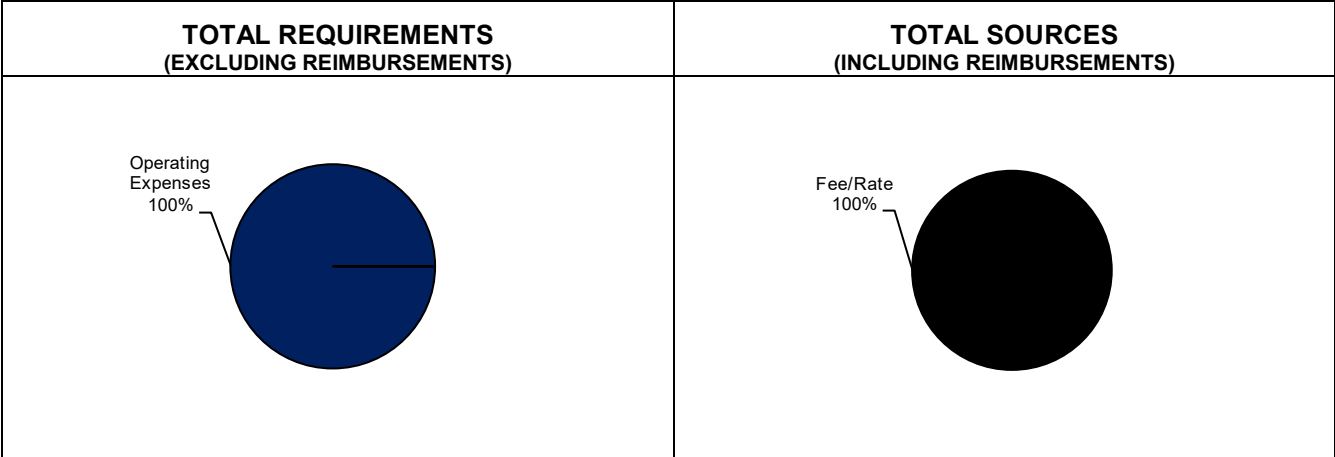 TOTAL REQUIREMENTS
(EXCLUDING REIMBURSEMENTS)
TOTAL SOURCES
(INCLUDING REIMBURSEMENTS)
Operating
Expenses
100%
Fee/Rate
100%